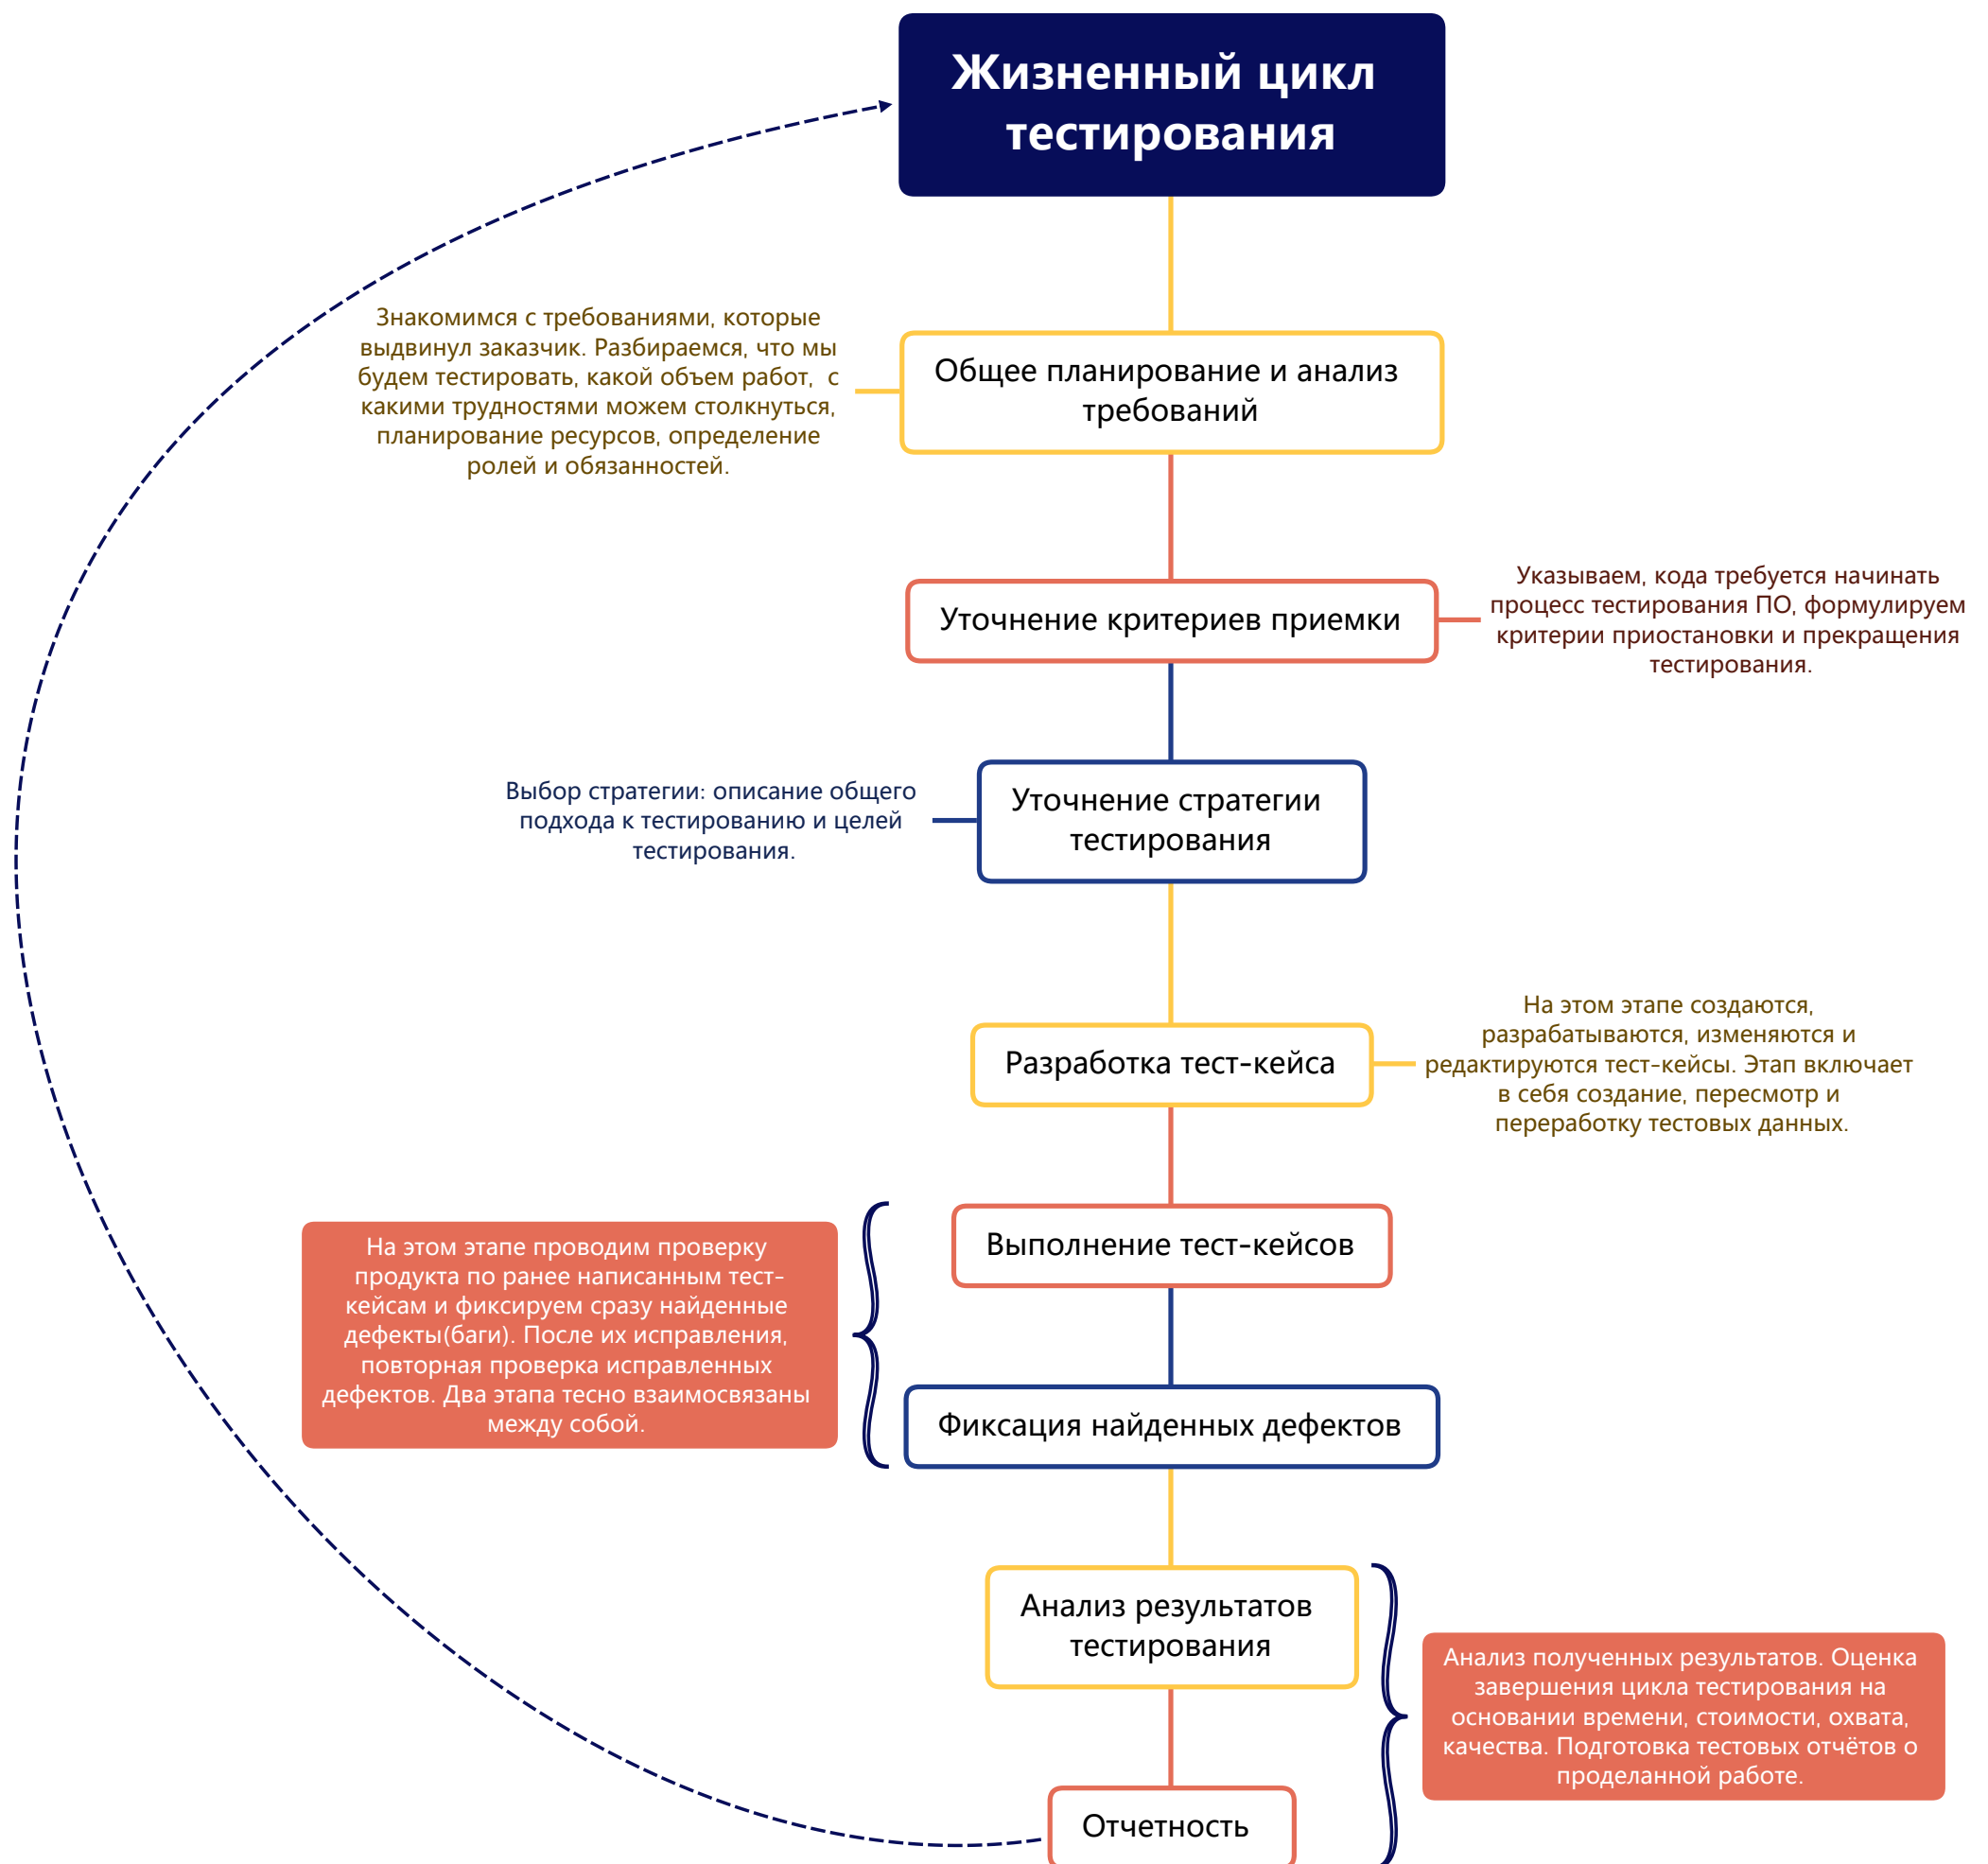 Жизненный цикл
тестирования
Знакомимся с требованиями, которые
выдвинул заказчик. Разбираемся, что мы
будем тестировать, какой объем работ,  с
какими трудностями можем столкнуться,
планирование ресурсов, определение
ролей и обязанностей.
Общее планирование и анализ
требований
Уточнение критериев приемки
Указываем, кода требуется начинать
процесс тестирования ПО, формулируем
критерии приостановки и прекращения
тестирования.
Выбор стратегии: описание общего
подхода к тестированию и целей
тестирования.
Уточнение стратегии
тестирования
Разработка тест-кейса
На этом этапе создаются,
разрабатываются, изменяются и
редактируются тест-кейсы. Этап включает
в себя создание, пересмотр и
переработку тестовых данных.
Выполнение тест-кейсов
На этом этапе проводим проверку
продукта по ранее написанным тест-
кейсам и фиксируем сразу найденные
дефекты(баги). После их исправления,
повторная проверка исправленных
дефектов. Два этапа тесно взаимосвязаны
между собой.
Фиксация найденных дефектов
Анализ результатов
тестирования
Анализ полученных результатов. Оценка
завершения цикла тестирования на
основании времени, стоимости, охвата,
качества. Подготовка тестовых отчётов о
проделанной работе.
Отчетность